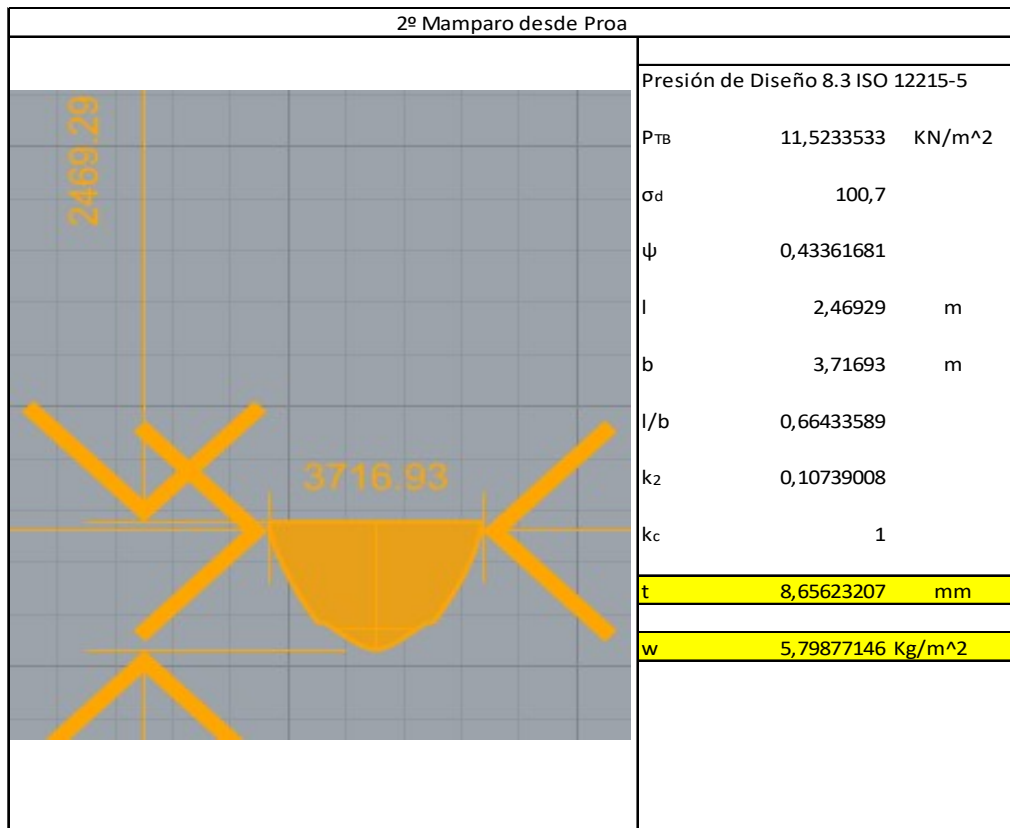 2º Mamparo desde Proa
2469.29
3716.93
Presión de Diseño 8.3 ISO 12215-5
PTB 11,5233533 KN/m^2
σd 100,7
ψ 0,43361681
l 2,46929 m
b 3,71693 m
l/b 0,66433589
k2 0,10739008
kc 1
t 8,65623207 mm
w 5,79877146 Kg/m^2